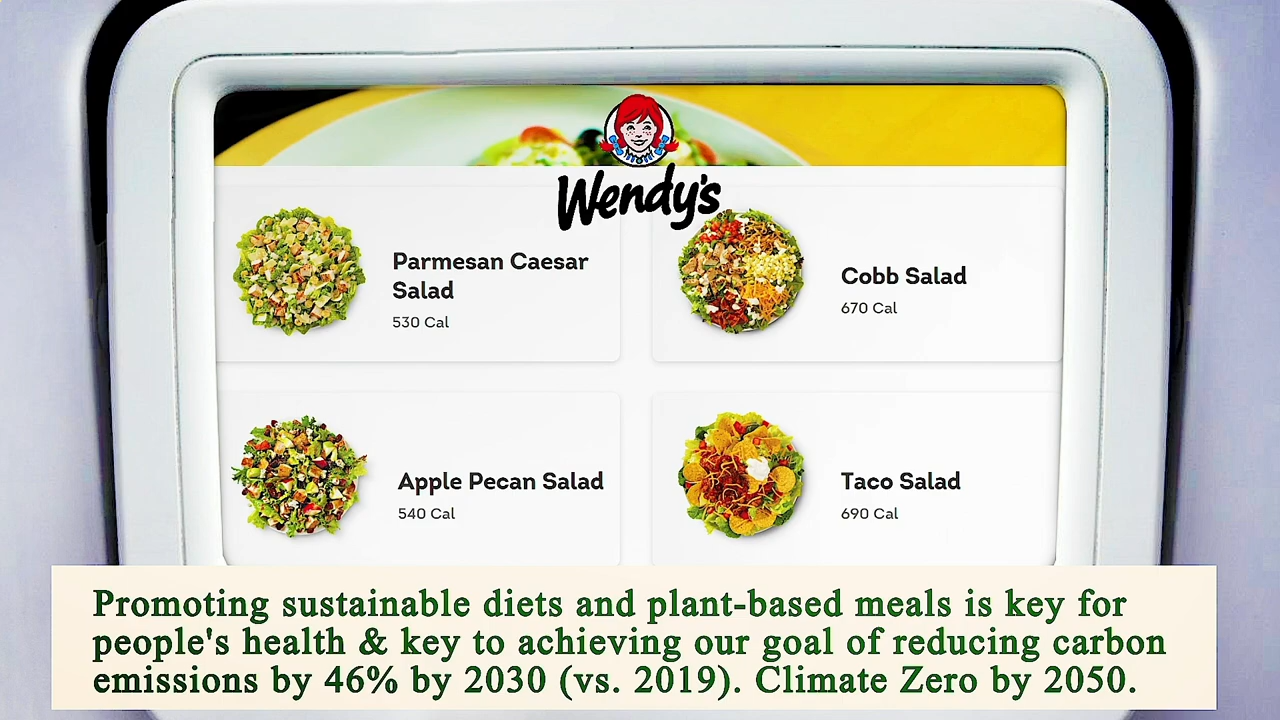 Wendy's
Parmesan Caesar
Salad
530 Cal
Cobb Salad
670 Cal
Apple Pecan Salad
540 Cal
Taco Salad
690 Cal
Promoting sustainable diets and plant-based meals is key for
people's health & key to achieving our goal of reducing carbon
emissions by 46% by 2030 (vs. 2019). Climate Zero by 2050.